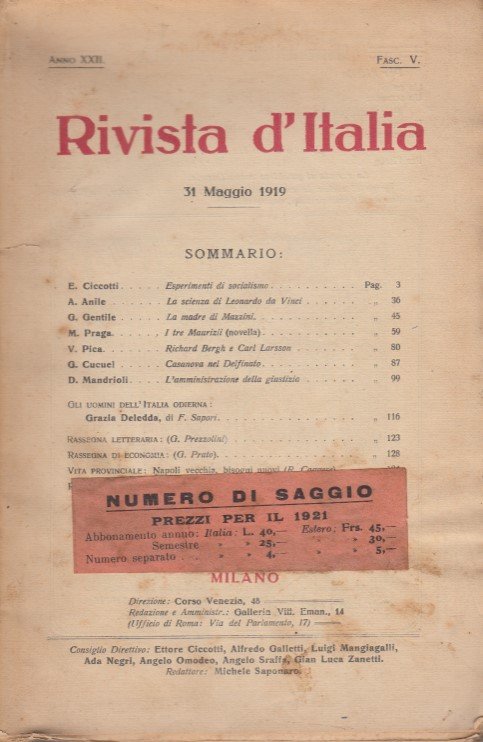 Anno XXII. Fasc. V.
Rivista d'Italia
31 Maggio 1919
SOMMARIO:
E. Ciccotti. . . . . . Esperimenti di socialismo . . . . . . . . . . Pag. 3
A. Anile . . . . . . . La scienza di Leonardo da Vinci . . . . . . „ 36
G. Gentile . . . . . . La madre di Mazzini. . . . . . . . . . . . „ 45
M. Praga. . . . . . . I tre Maurizii (novella) . . . . . . . . . . . „ 59
V. Pica. . . . . . . . Richard Bergh e Carl Larsson . . . . . . . „ 80
G. Cucuel . . . . . . Casanova nel Delfinato . . . . . . . . . . „ 87
D. Mandrioli. . . . . L'amministrazione della giustizia . . . . . . „ 99
Gli uomini dell'Italia odierna:
Grazia Deledda, di F. Sapori. . . . . . . . . . . . „ 116
Rassegna letteraria: (G. Prezzolini) . . . . . . . . . . „ 123
Rassegna di economia: (G. Prato). . . . . . . . . . . „ 128
Vita provinciale: Napoli vecchia, bisogni nuovi
NUMERO DI SAGGIO
PREZZI PER IL 1921
Abbonamento annuo: Italia: L. 40,— Estero: Frs. 45,—
Semestre „ „ 25,— „ „ 30,—
Numero separato . . „ „ 4,— „ „ 5,—
MILANO
Direzione: Corso Venezia, 48
Redazione e Amministr.: Galleria Vitt. Eman., 14
(Ufficio di Roma: Via del Parlamento, 17)
Consiglio Direttivo: Ettore Ciccotti, Alfredo Galletti, Luigi Mangiagalli,
Ada Negri, Angelo Omodeo, Angelo Sraffa, Gian Luca Zanetti.
Redattore: Michele Saponaro.